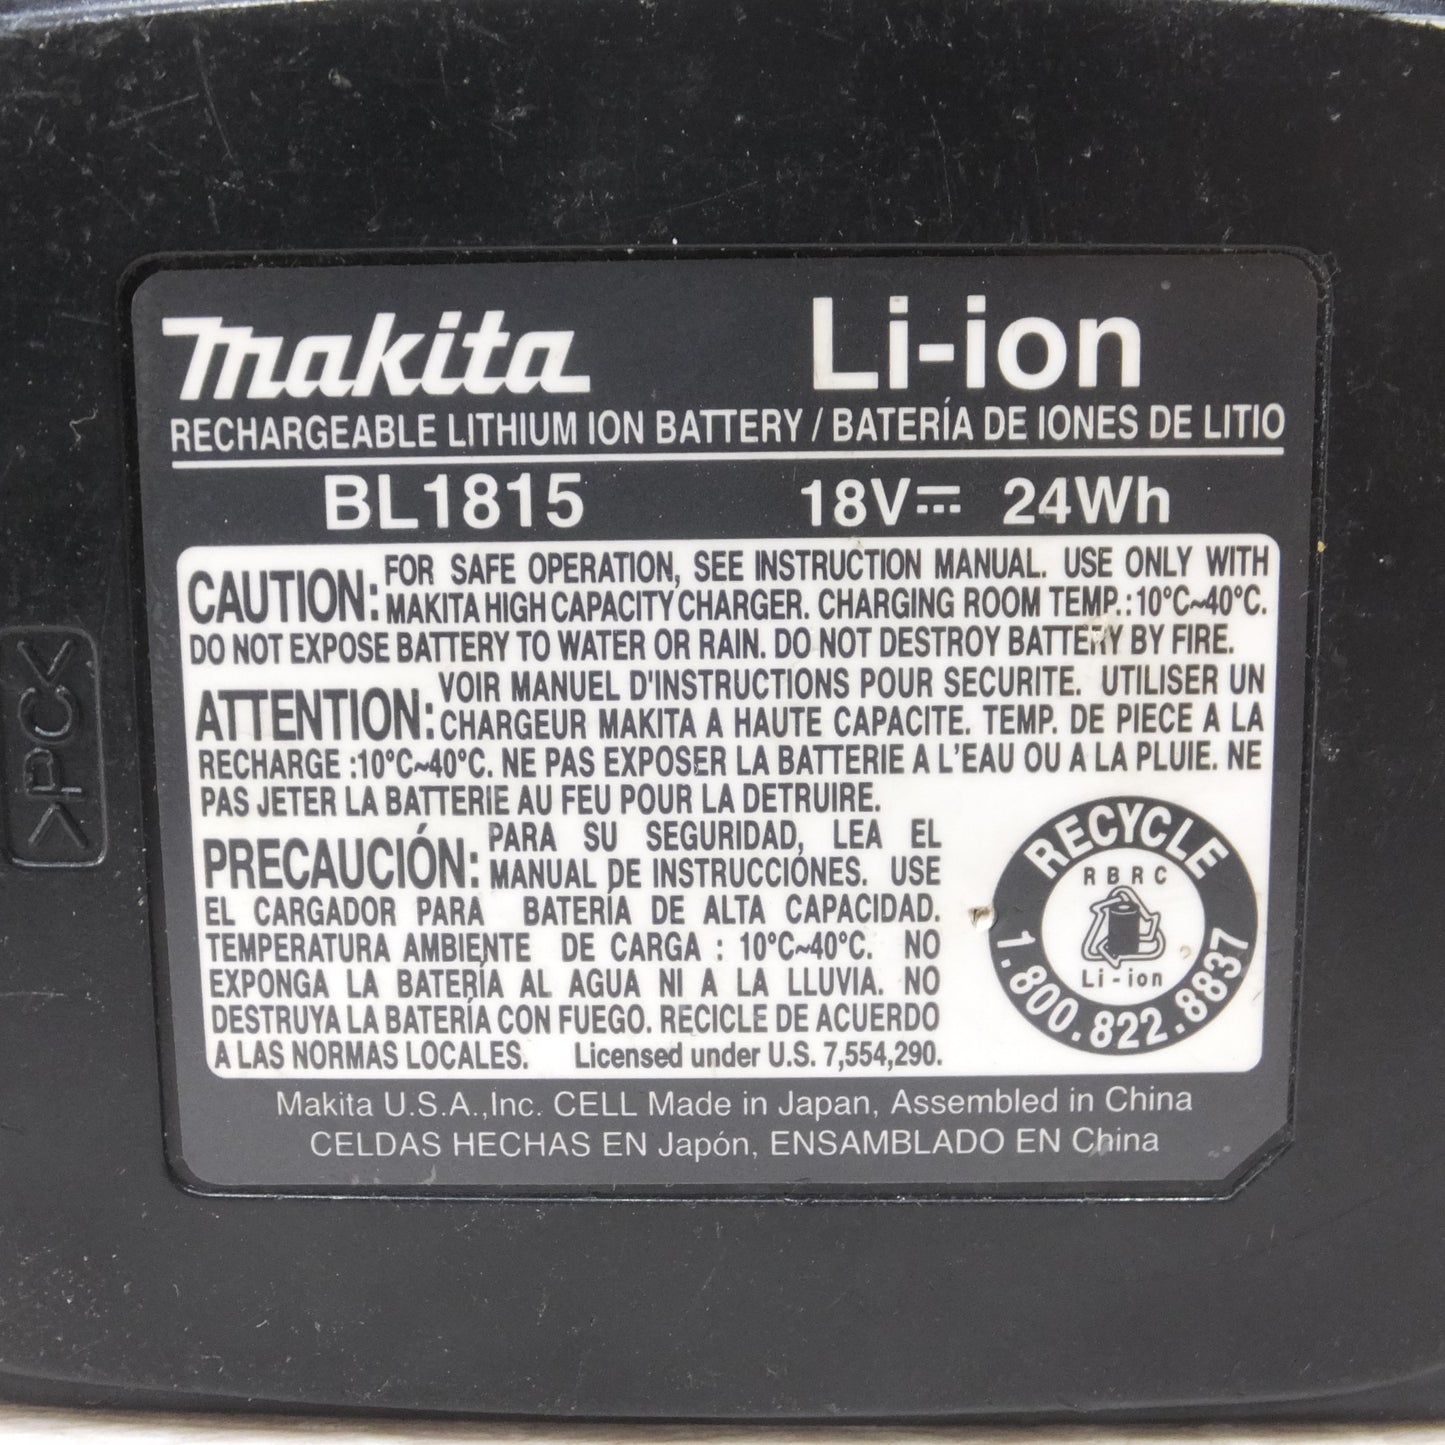 makita
Li-ion
RECHARGEABLE LITHIUM ION BATTERY / BATERÍA DE IONES DE LITIO
BL1815 18V⎓ 24Wh
CAUTION: FOR SAFE OPERATION, SEE INSTRUCTION MANUAL. USE ONLY WITH
MAKITA HIGH CAPACITY CHARGER. CHARGING ROOM TEMP.:10°C~40°C.
DO NOT EXPOSE BATTERY TO WATER OR RAIN. DO NOT DESTROY BATTERY BY FIRE.
ATTENTION: VOIR MANUEL D'INSTRUCTIONS POUR SECURITE. UTILISER UN
CHARGEUR MAKITA A HAUTE CAPACITE. TEMP. DE PIECE A LA
RECHARGE :10°C~40°C. NE PAS EXPOSER LA BATTERIE A L'EAU OU A LA PLUIE. NE
PAS JETER LA BATTERIE AU FEU POUR LA DETRUIRE.
PRECAUCIÓN: PARA SU SEGURIDAD, LEA EL
MANUAL DE INSTRUCCIONES. USE
EL CARGADOR PARA BATERÍA DE ALTA CAPACIDAD.
TEMPERATURA AMBIENTE DE CARGA : 10°C~40°C. NO
EXPONGA LA BATERÍA AL AGUA NI A LA LLUVIA. NO
DESTRUYA LA BATERÍA CON FUEGO. RECICLE DE ACUERDO
A LAS NORMAS LOCALES. Licensed under U.S. 7,554,290.
RECYCLE
RBRC
Li-ion
1.800.822.8837
Makita U.S.A.,Inc. CELL Made in Japan, Assembled in China
CELDAS HECHAS EN Japón, ENSAMBLADO EN China
>PC<